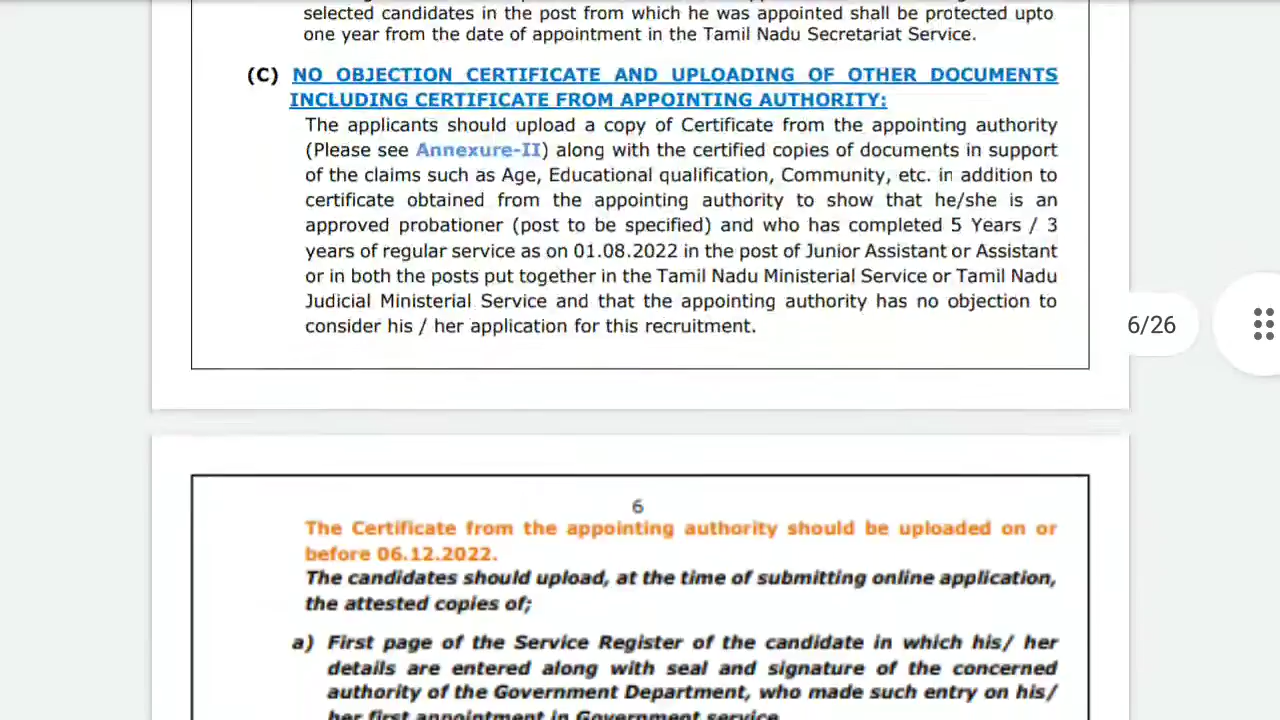 selected candidates in the post from which he was appointed shall be protected upto
one year from the date of appointment in the Tamil Nadu Secretariat Service.
(C) NO OBJECTION CERTIFICATE AND UPLOADING OF OTHER DOCUMENTS
INCLUDING CERTIFICATE FROM APPOINTING AUTHORITY:
The applicants should upload a copy of Certificate from the appointing authority
(Please see Annexure-II) along with the certified copies of documents in support
of the claims such as Age, Educational qualification, Community, etc. in addition to
certificate obtained from the appointing authority to show that he/she is an
approved probationer (post to be specified) and who has completed 5 Years / 3
years of regular service as on 01.08.2022 in the post of Junior Assistant or Assistant
or in both the posts put together in the Tamil Nadu Ministerial Service or Tamil Nadu
Judicial Ministerial Service and that the appointing authority has no objection to
consider his / her application for this recruitment.
6/26
6
The Certificate from the appointing authority should be uploaded on or
before 06.12.2022.
The candidates should upload, at the time of submitting online application,
the attested copies of;
a) First page of the Service Register of the candidate in which his/ her
details are entered along with seal and signature of the concerned
authority of the Government Department, who made such entry on his/
her first appointment in Government service.